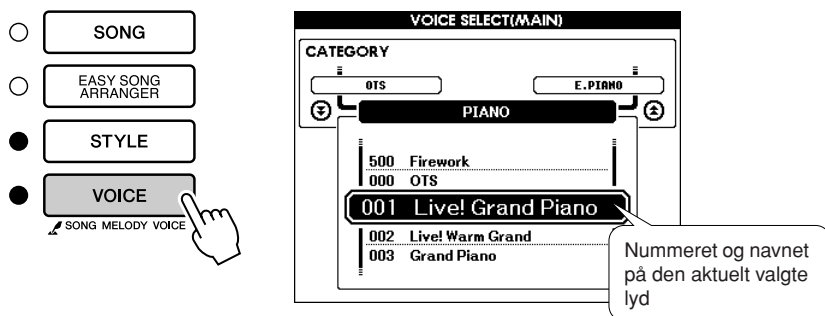 SONG
EASY SONG
ARRANGER
STYLE
VOICE
SONG MELODY VOICE
VOICE SELECT(MAIN)
CATEGORY
OTS
E.PIANO
PIANO
500 Firework
000 OTS
001 Live! Grand Piano
002 Live! Warm Grand
003 Grand Piano
Nummeret og navnet
på den aktuelt valgte
lyd